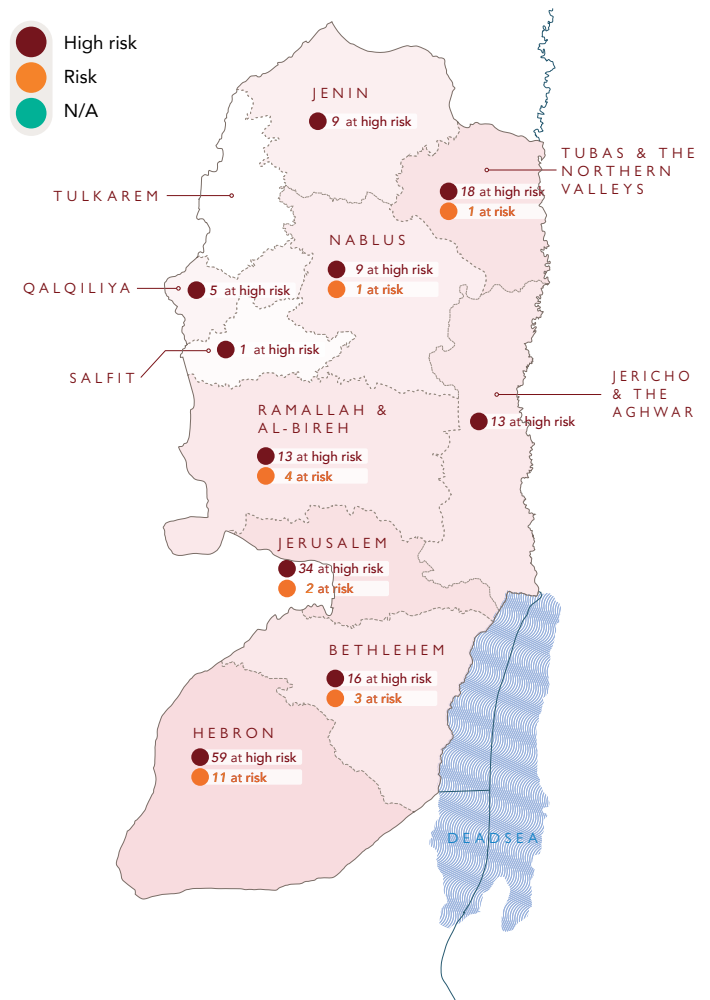 High risk
Risk
N/A
JENIN
9 at high risk
TUBAS & THE
NORTHERN
VALLEYS
18 at high risk
1 at risk
TULKAREM
NABLUS
9 at high risk
1 at risk
QALQILIYA
5 at high risk
SALFIT
1 at high risk
JERICHO
& THE
AGHWAR
13 at high risk
RAMALLAH &
AL-BIREH
13 at high risk
4 at risk
JERUSALEM
34 at high risk
2 at risk
BETHLEHEM
16 at high risk
3 at risk
HEBRON
59 at high risk
11 at risk
DEADSEA